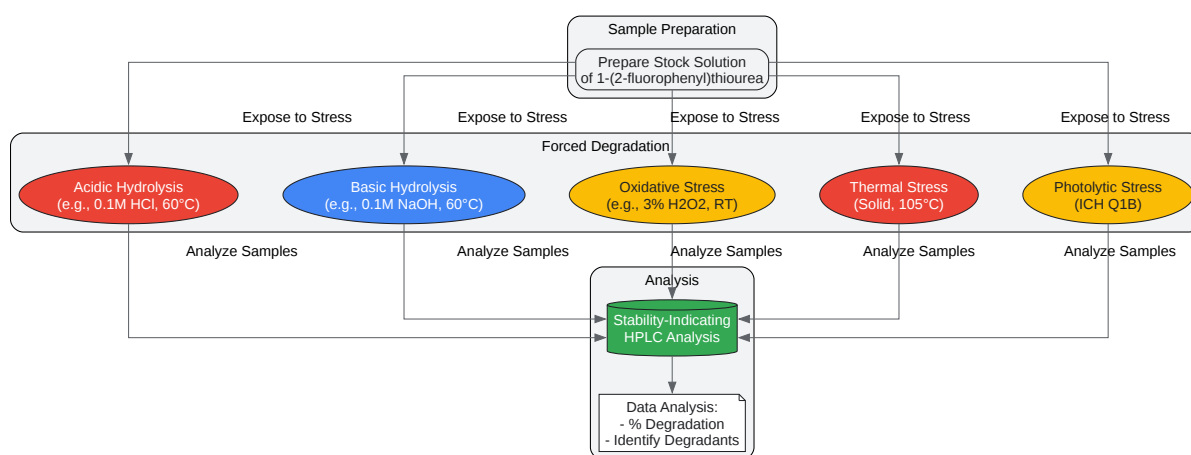 Sample Preparation
Prepare Stock Solution
of 1-(2-fluorophenyl)thiourea
Expose to Stress
Expose to Stress
Expose to Stress
Expose to Stress
Expose to Stress
Forced Degradation
Acidic Hydrolysis
(e.g., 0.1M HCl, 60°C)
Basic Hydrolysis
(e.g., 0.1M NaOH, 60°C)
Oxidative Stress
(e.g., 3% H2O2, RT)
Thermal Stress
(Solid, 105°C)
Photolytic Stress
(ICH Q1B)
Analyze Samples
Analyze Samples
Analyze Samples
Analyze Samples
Analyze Samples
Analysis
Stability-Indicating
HPLC Analysis
Data Analysis:
- % Degradation
- Identify Degradants